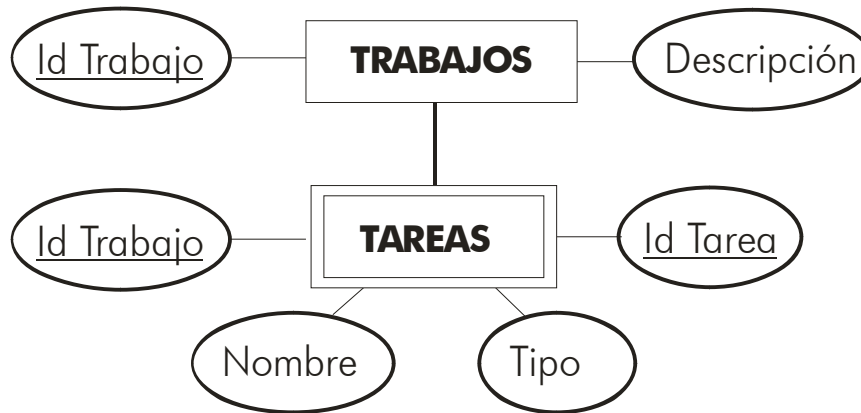 Id Trabajo
TRABAJOS
Descripción
Id Trabajo
TAREAS
Id Tarea
Nombre
Tipo